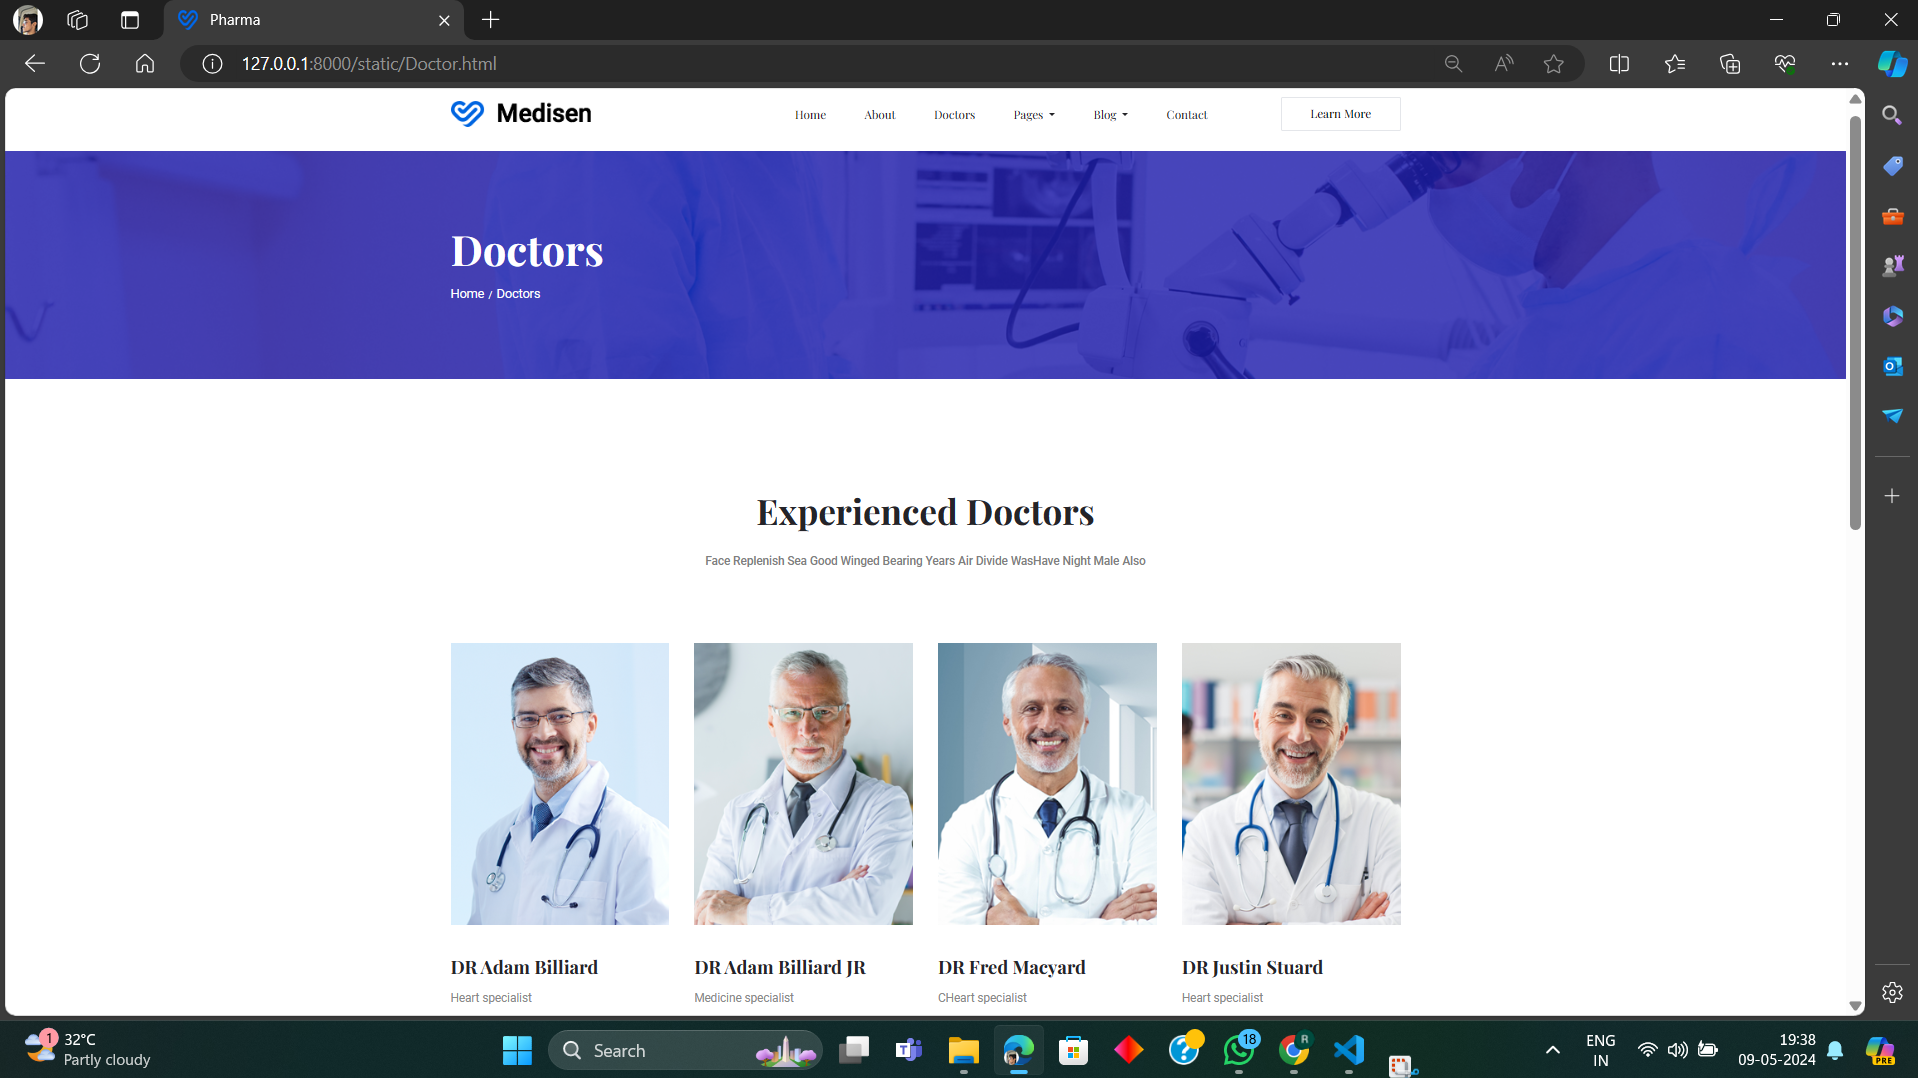 Pharma
127.0.0.1:8000/static/Doctor.html
Medisen
Home
About
Doctors
Pages
Blog
Contact
Learn More
Doctors
Home / Doctors
Experienced Doctors
Face Replenish Sea Good Winged Bearing Years Air Divide WasHave Night Male Also
DR Adam Billiard
Heart specialist
DR Adam Billiard JR
Medicine specialist
DR Fred Macyard
CHeart specialist
DR Justin Stuard
Heart specialist
1
32°C
Partly cloudy
Search
18
R
ENG
IN
19:38
09-05-2024
PRE